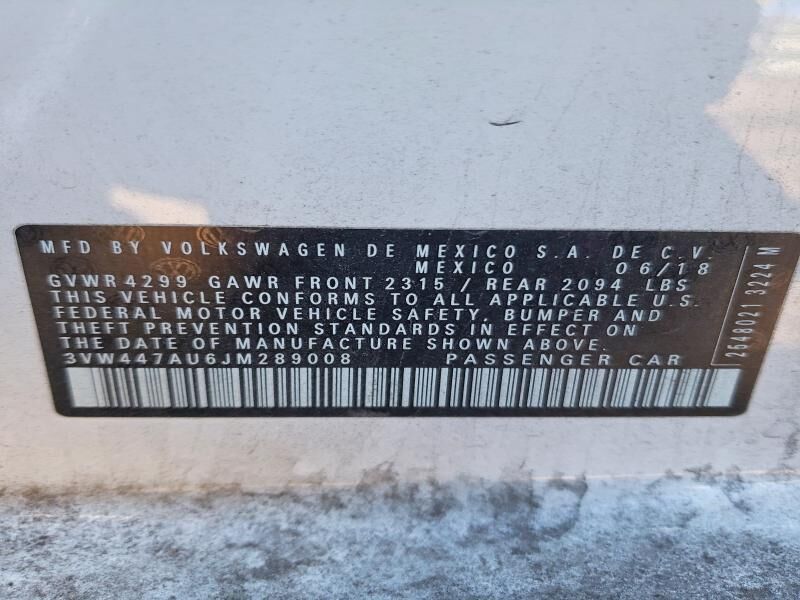 MFD BY VOLKSWAGEN DE MEXICO S.A. DE C.V.
MEXICO 06/18
GVWR 4299 GAWR FRONT 2315 / REAR 2094 LBS
THIS VEHICLE CONFORMS TO ALL APPLICABLE U.S.
FEDERAL MOTOR VEHICLE SAFETY, BUMPER AND
THEFT PREVENTION STANDARDS IN EFFECT ON
THE DATE OF MANUFACTURE SHOWN ABOVE.
3VW447AU6JM289008 PASSENGER CAR
2648021 3224 M